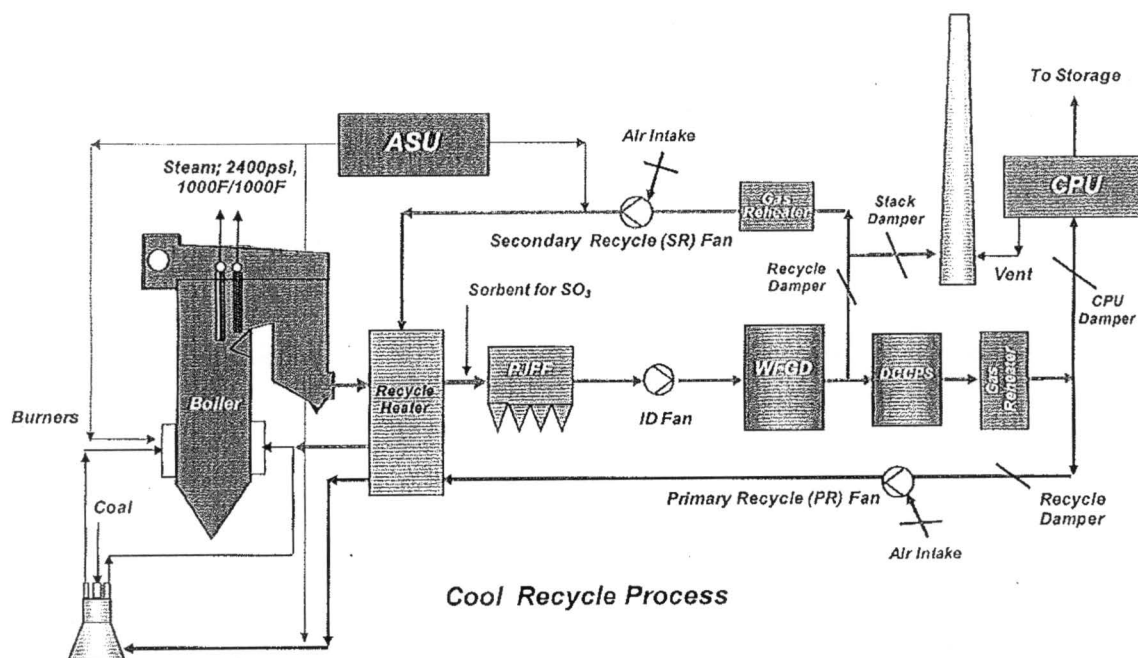 To Storage
ASU
Air Intake
CPU
Steam; 2400psi,
1000F/1000F
Gas
Reheater
Stack
Damper
Secondary Recycle (SR) Fan
Vent
Recycle
Damper
CPU
Damper
Sorbent for SO3
PJFF
WFGD
DCCPS
Gas
Reheater
Boiler
Recycle
Heater
Burners
ID Fan
Coal
Primary Recycle (PR) Fan
Recycle
Damper
Air Intake
Cool Recycle Process